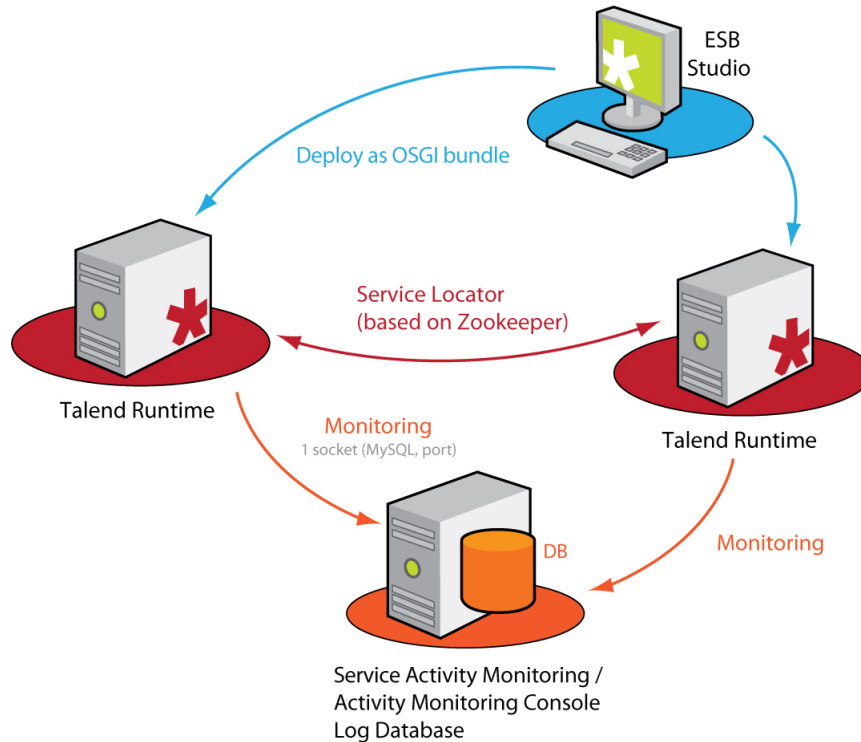 ESB
Studio
Deploy as OSGI bundle
Service Locator
(based on Zookeeper)
Talend Runtime
Talend Runtime
Monitoring
1 socket (MySQL, port)
DB
Monitoring
Service Activity Monitoring /
Activity Monitoring Console
Log Database